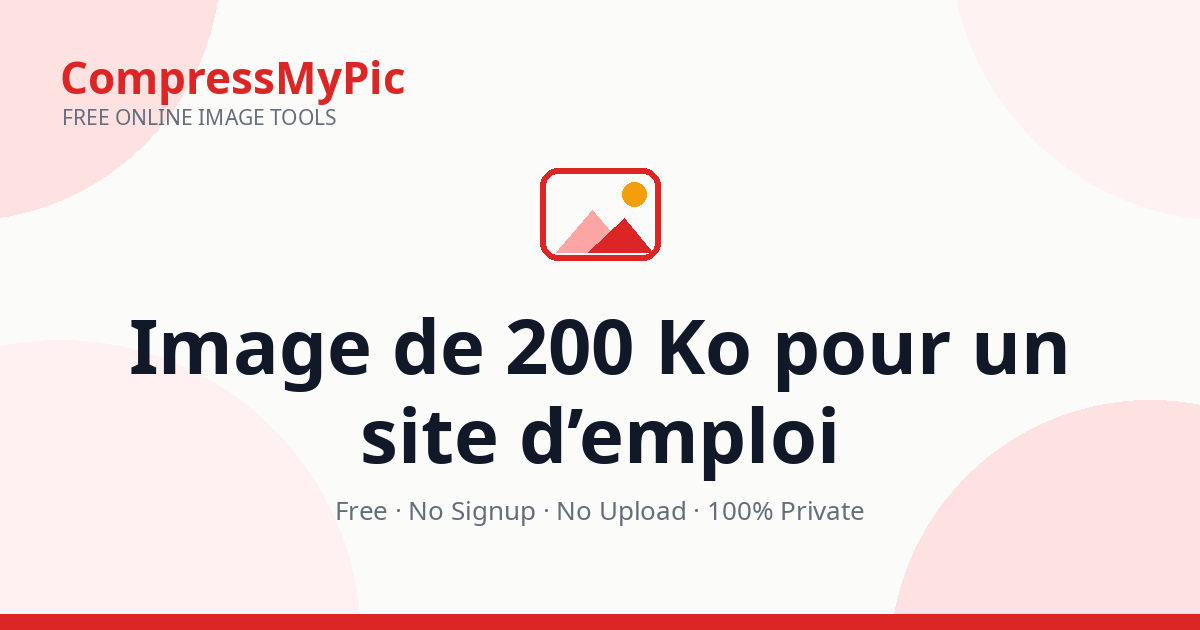 CompressMyPic
FREE ONLINE IMAGE TOOLS
Image de 200 Ko pour un
site d’emploi
Free · No Signup · No Upload · 100% Private